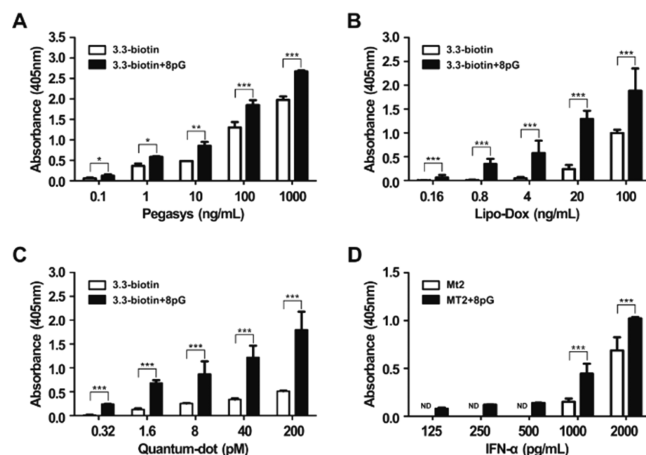 A
3.3-biotin
3.3-biotin+8pG
Absorbance (405nm)
3.5
3.0
2.5
2.0
1.5
1.0
0.5
0.0
*
*
**
***
***
0.1 1 10 100 1000
Pegasys (ng/mL)
B
3.3-biotin
3.3-biotin+8pG
Absorbance (405nm)
3.0
2.5
2.0
1.5
1.0
0.5
0.0
***
***
***
***
***
0.16 0.8 4 20 100
Lipo-Dox (ng/mL)
C
3.3-biotin
3.3-biotin+8pG
Absorbance (405nm)
3.0
2.5
2.0
1.5
1.0
0.5
0.0
***
***
***
***
***
0.32 1.6 8 40 200
Quantum-dot (pM)
D
Mt2
MT2+8pG
Absorbance (405nm)
1.5
1.0
0.5
0.0
ND ND ND
***
***
125 250 500 1000 2000
IFN-α (pg/mL)